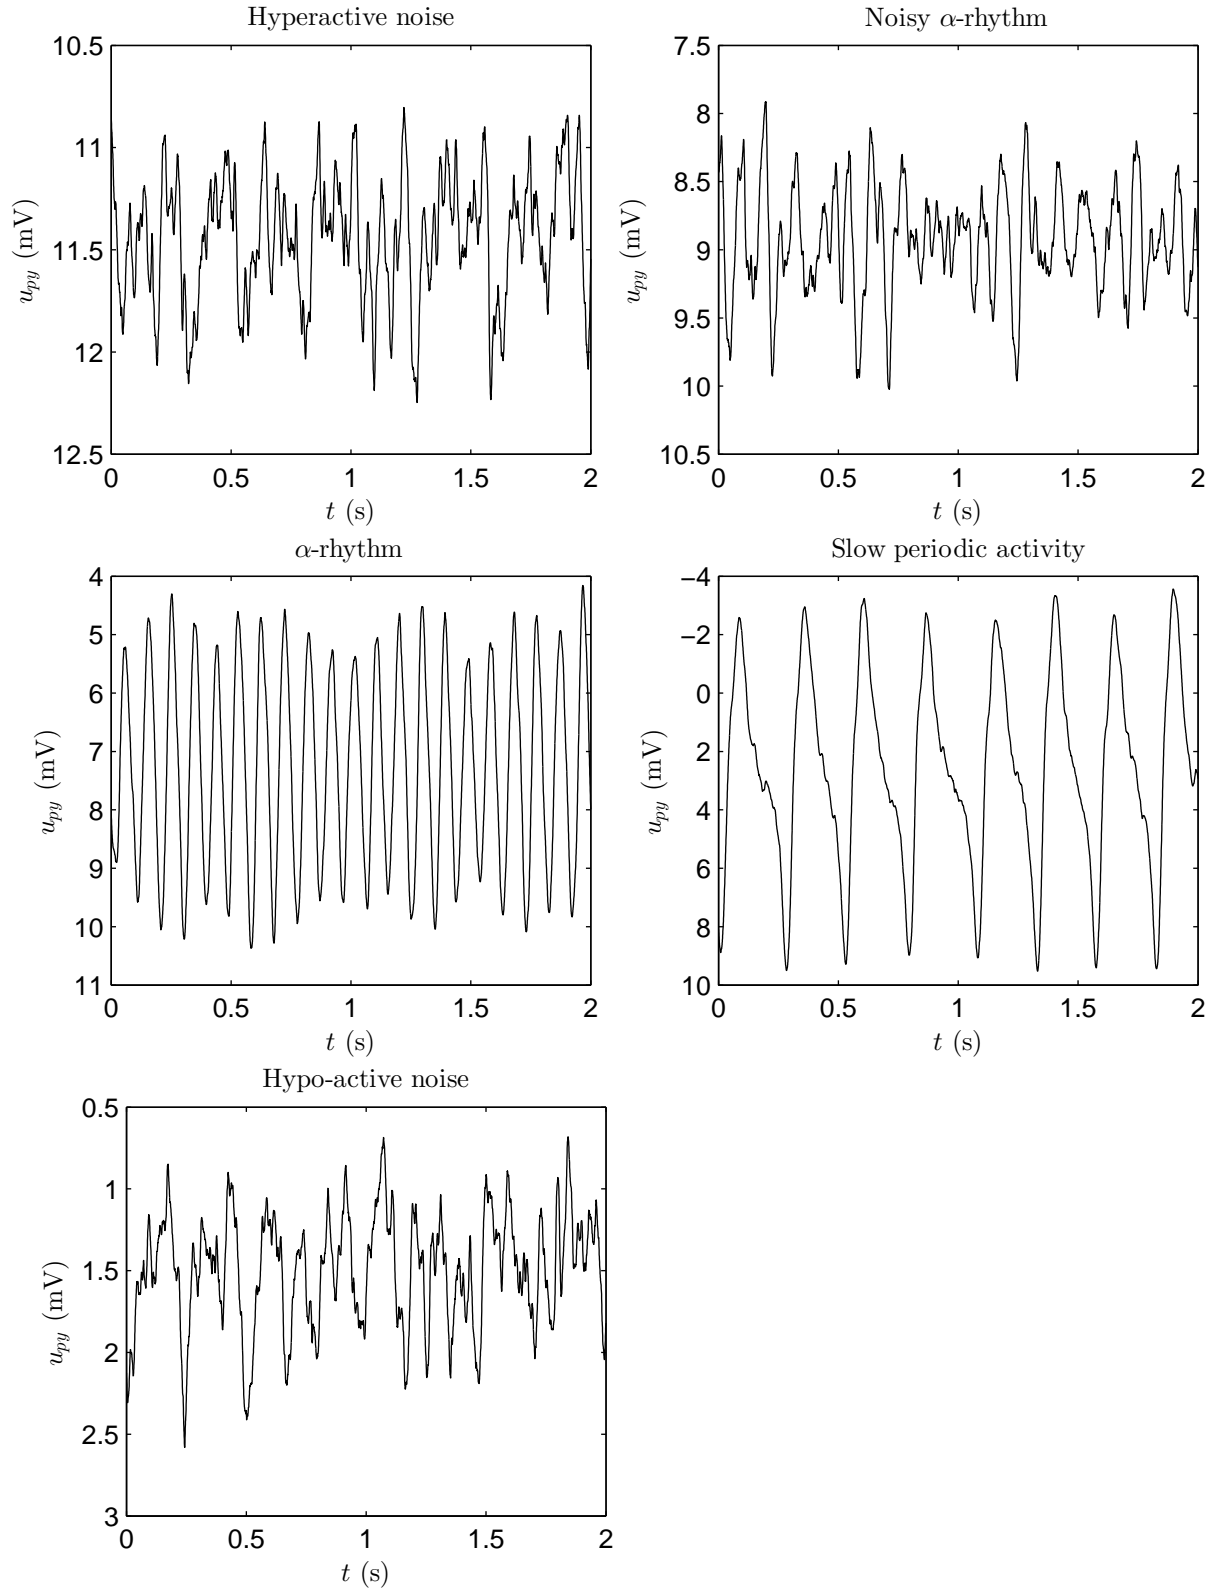 Hyperactive noise
10.5
11
11.5
12
12.5
u_py (mV)
0 0.5 1 1.5 2
t (s)
Noisy α-rhythm
7.5
8
8.5
9
9.5
10
10.5
u_py (mV)
0 0.5 1 1.5 2
t (s)
α-rhythm
4
5
6
7
8
9
10
11
u_py (mV)
0 0.5 1 1.5 2
t (s)
Slow periodic activity
−4
−2
0
2
4
6
8
10
u_py (mV)
0 0.5 1 1.5 2
t (s)
Hypo-active noise
0.5
1
1.5
2
2.5
3
u_py (mV)
0 0.5 1 1.5 2
t (s)